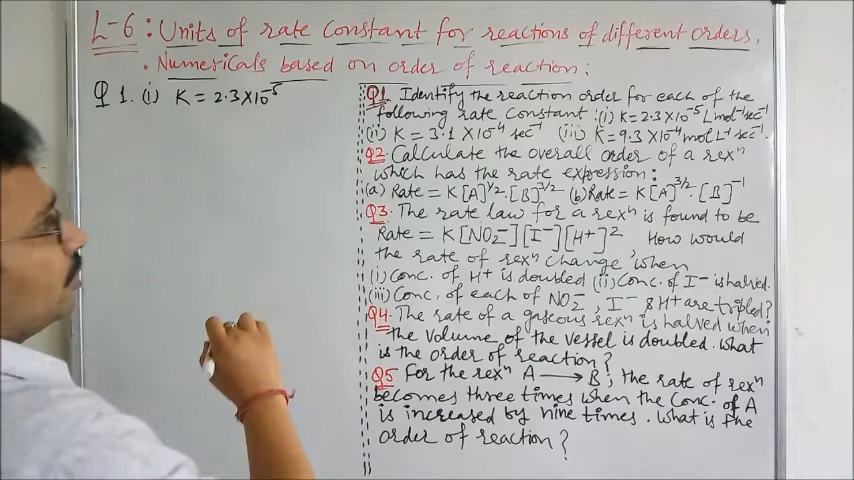 L-6: Units of rate constant for reactions of different orders,
. Numericals based on order of reaction:
Q 1. (i) K = 2.3×10⁻⁵
Q1. Identify the reaction order for each of the
following rate constant: (i) K = 2.3×10⁻⁵ L mol⁻¹ sec⁻¹
(ii) K = 3.1 × 10⁻⁴ sec⁻¹ (iii) K = 9.3 × 10⁻⁴ mol L⁻¹ sec⁻¹.
Q2. Calculate the overall order of a rexⁿ
which has the rate expression:
(a) Rate = K[A]^1/2 . [B]^3/2 (b) Rate = K[A]^3/2 . [B]⁻¹
Q3. The rate law for a rexⁿ is found to be
Rate = K[NO₂⁻][I⁻][H⁺]² How would
the rate of rexⁿ change, when
(i) Conc. of H⁺ is doubled (ii) Conc. of I⁻ is halved.
(iii) Conc. of each of NO₂⁻, I⁻ & H⁺ are tripled?
Q4. The rate of a gaseous rexⁿ is halved when
the volume of the vessel is doubled. What
is the order of reaction?
Q5 For the rexⁿ A ⟶ B; the rate of rexⁿ
becomes three times when the conc. of A
is increased by nine times. What is the
order of reaction?